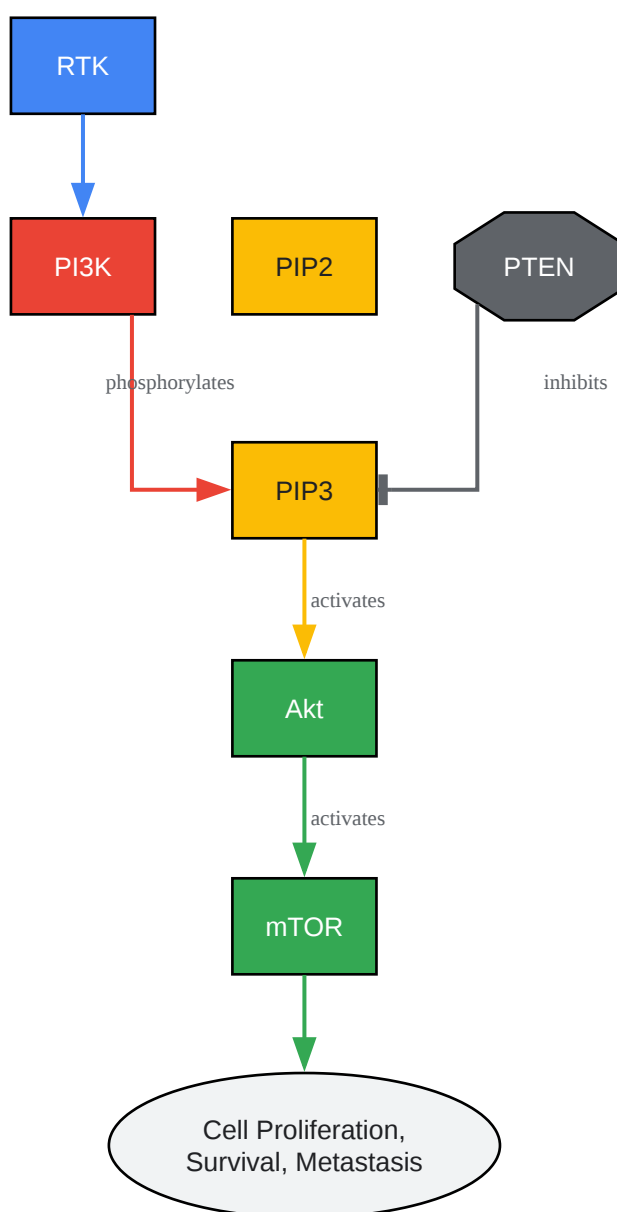 RTK
PI3K
PIP2
PTEN
phosphorylates
inhibits
PIP3
activates
Akt
activates
mTOR
Cell Proliferation,
Survival, Metastasis